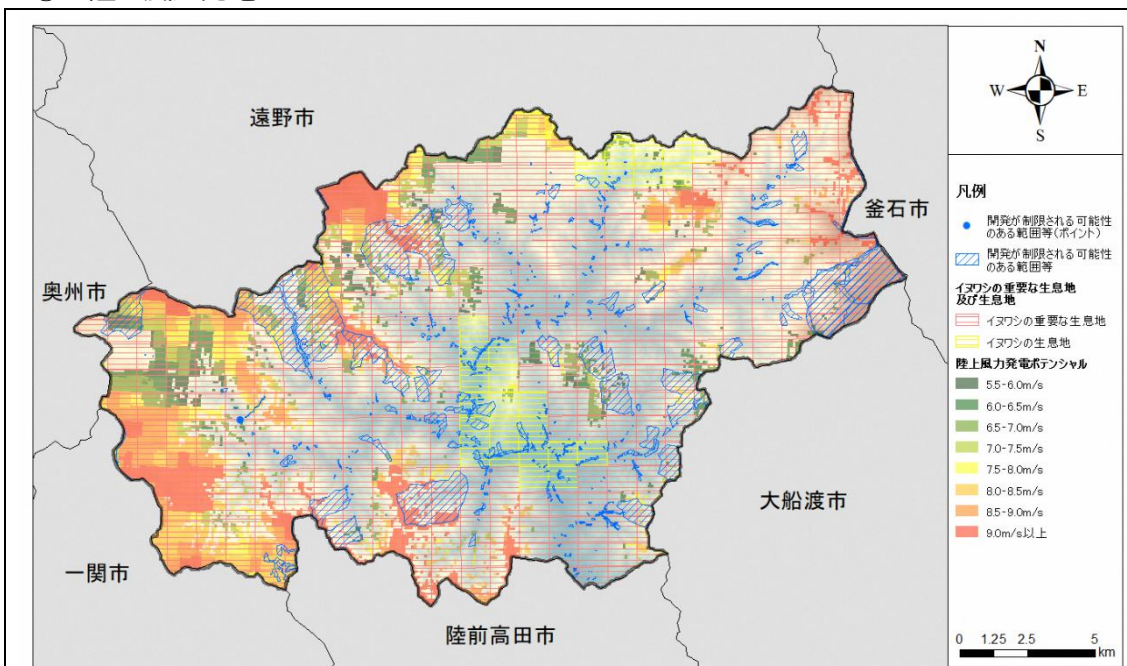 遠野市
釜石市
奥州市
大船渡市
一関市
陸前高田市
N
W
E
S
凡例
開発が制限される可能性
のある範囲等(ポイント)
開発が制限される可能性
のある範囲等
イヌワシの重要な生息地
及び生息地
イヌワシの重要な生息地
イヌワシの生息地
陸上風力発電ポテンシャル
5.5-6.0m/s
6.0-6.5m/s
6.5-7.0m/s
7.0-7.5m/s
7.5-8.0m/s
8.0-8.5m/s
8.5-9.0m/s
9.0m/s以上
0 1.25 2.5 5
km